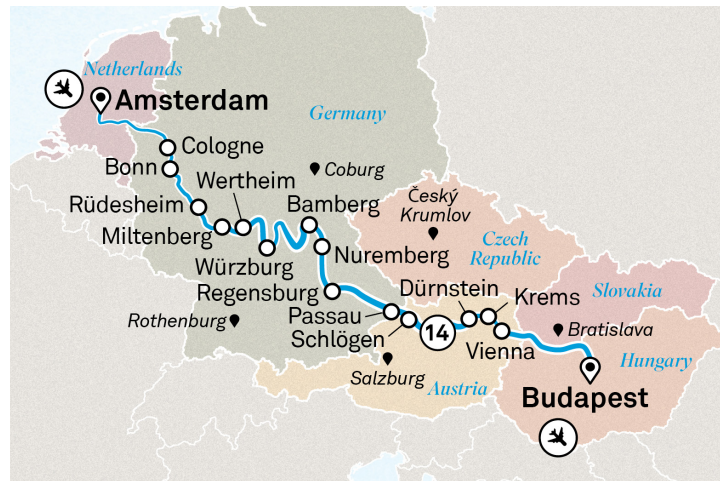 Netherlands
Amsterdam
Germany
Cologne
Bonn
Coburg
Wertheim
Rüdesheim
Bamberg
Český
Krumlov
Miltenberg
Czech
Republic
Würzburg
Nuremberg
Regensburg
Dürnstein
Krems
Slovakia
Rothenburg
Passau
Schlögen
14
Vienna
Bratislava
Hungary
Salzburg
Austria
Budapest